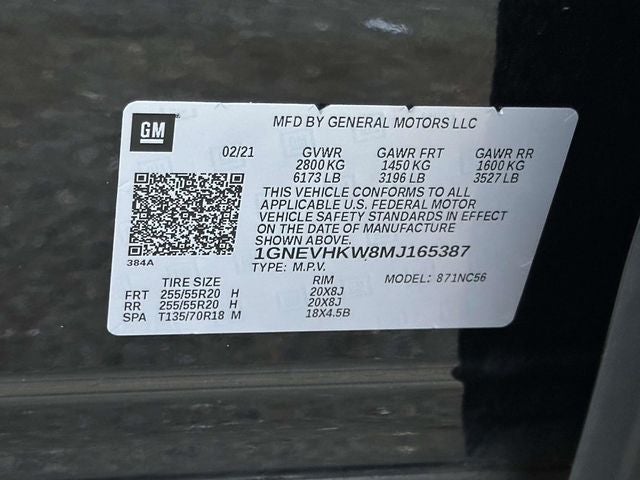 GM
MFD BY GENERAL MOTORS LLC
02/21 GVWR GAWR FRT GAWR RR
2800 KG 1450 KG 1600 KG
6173 LB 3196 LB 3527 LB
THIS VEHICLE CONFORMS TO ALL
APPLICABLE U.S. FEDERAL MOTOR
VEHICLE SAFETY STANDARDS IN EFFECT
ON THE DATE OF MANUFACTURE
SHOWN ABOVE.
384A
1GNEVHKW8MJ165387
TYPE: M.P.V. MODEL: 871NC56
TIRE SIZE RIM
FRT 255/55R20 H 20X8J
RR 255/55R20 H 20X8J
SPA T135/70R18 M 18X4.5B